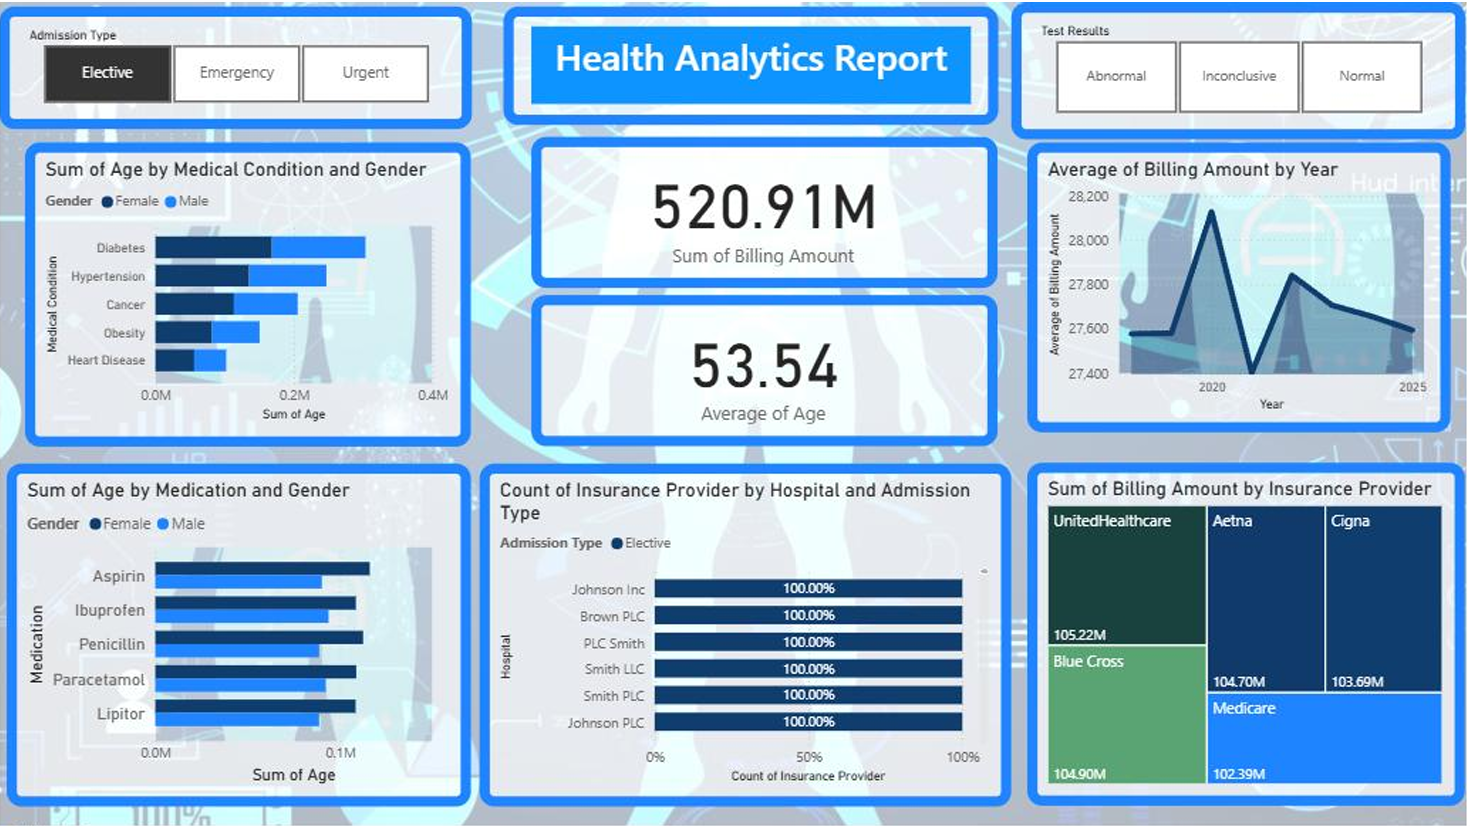 Admission Type
Elective
Emergency
Urgent
Health Analytics Report
Test Results
Abnormal
Inconclusive
Normal
Sum of Age by Medical Condition and Gender
Gender Female Male
Medical Condition
Diabetes
Hypertension
Cancer
Obesity
Heart Disease
0.0M 0.2M 0.4M
Sum of Age
520.91M
Sum of Billing Amount
53.54
Average of Age
Average of Billing Amount by Year
Hud inter
Average of Billing Amount
28,200
28,000
27,800
27,600
27,400
2020 2025
Year
Sum of Age by Medication and Gender
Gender Female Male
Medication
Aspirin
Ibuprofen
Penicillin
Paracetamol
Lipitor
0.0M 0.1M
Sum of Age
Count of Insurance Provider by Hospital and Admission
Type
Admission Type Elective
Hospital
Johnson Inc 100.00%
Brown PLC 100.00%
PLC Smith 100.00%
Smith LLC 100.00%
Smith PLC 100.00%
Johnson PLC 100.00%
0% 50% 100%
Count of Insurance Provider
Sum of Billing Amount by Insurance Provider
UnitedHealthcare
105.22M
Blue Cross
104.90M
Aetna
104.70M
Cigna
103.69M
Medicare
102.39M
100%